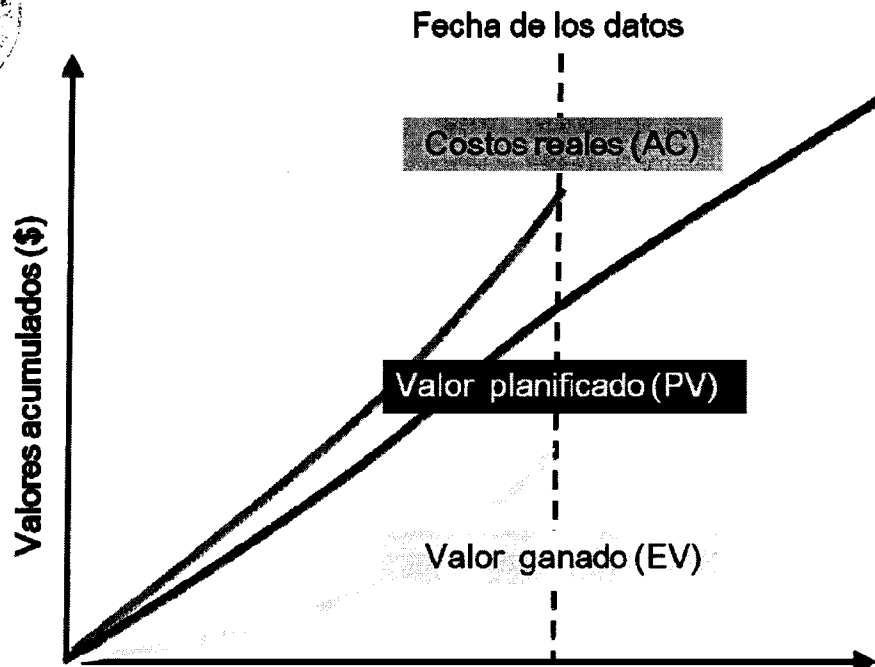 Fecha de los datos
Costos reales (AC)
Valores acumulados ($)
Valor planificado (PV)
Valor ganado (EV)